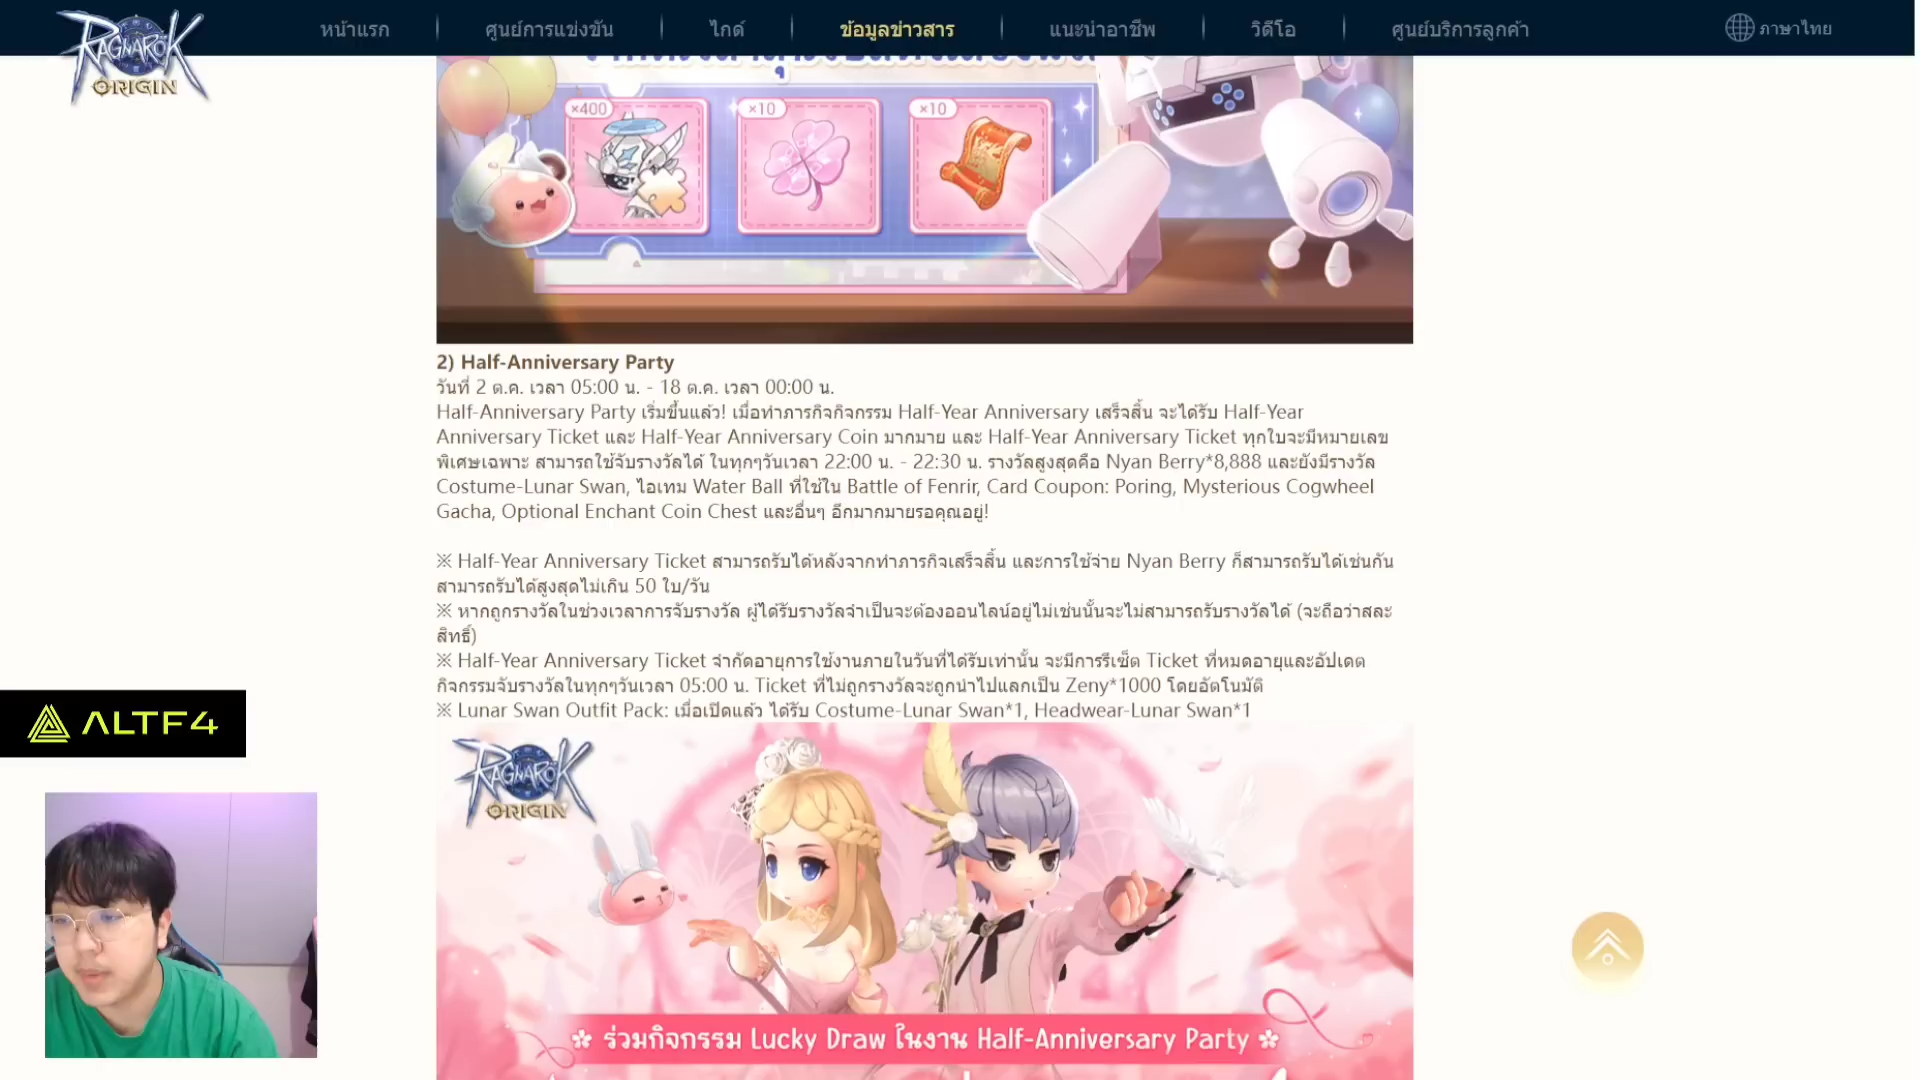 หน้าแรก
ศูนย์การแข่งขัน
ไกด์
ข้อมูลข่าวสาร
แนะนำอาชีพ
วิดีโอ
ศูนย์บริการลูกค้า
ภาษาไทย
RAGNAROK
ORIGIN
×400
×10
×10
2) Half-Anniversary Party
วันที่ 2 ต.ค. เวลา 05:00 น. - 18 ต.ค. เวลา 00:00 น.
Half-Anniversary Party เริ่มขึ้นแล้ว! เมื่อทำภารกิจกิจกรรม Half-Year Anniversary เสร็จสิ้น จะได้รับ Half-Year
Anniversary Ticket และ Half-Year Anniversary Coin มากมาย และ Half-Year Anniversary Ticket ทุกใบจะมีหมายเลข
พิเศษเฉพาะ สามารถใช้จับรางวัลได้ ในทุกๆวันเวลา 22:00 น. - 22:30 น. รางวัลสูงสุดคือ Nyan Berry*8,888 และยังมีรางวัล
Costume-Lunar Swan, ไอเทม Water Ball ที่ใช้ใน Battle of Fenrir, Card Coupon: Poring, Mysterious Cogwheel
Gacha, Optional Enchant Coin Chest และอื่นๆ อีกมากมายรอคุณอยู่!
※ Half-Year Anniversary Ticket สามารถรับได้หลังจากทำภารกิจเสร็จสิ้น และการใช้จ่าย Nyan Berry ก็สามารถรับได้เช่นกัน
สามารถรับได้สูงสุดไม่เกิน 50 ใบ/วัน
※ หากถูกรางวัลในช่วงเวลาการจับรางวัล ผู้ได้รับรางวัลจำเป็นจะต้องออนไลน์อยู่ไม่เช่นนั้นจะไม่สามารถรับรางวัลได้ (จะถือว่าสละ
สิทธิ์)
※ Half-Year Anniversary Ticket จำกัดอายุการใช้งานภายในวันที่ได้รับเท่านั้น จะมีการรีเซ็ต Ticket ที่หมดอายุและอัปเดต
กิจกรรมจับรางวัลในทุกๆวันเวลา 05:00 น. Ticket ที่ไม่ถูกรางวัลจะถูกนำไปแลกเป็น Zeny*1000 โดยอัตโนมัติ
※ Lunar Swan Outfit Pack: เมื่อเปิดแล้ว ได้รับ Costume-Lunar Swan*1, Headwear-Lunar Swan*1
ALTF4
RAGNAROK
ORIGIN
ร่วมกิจกรรม Lucky Draw ในงาน Half-Anniversary Party